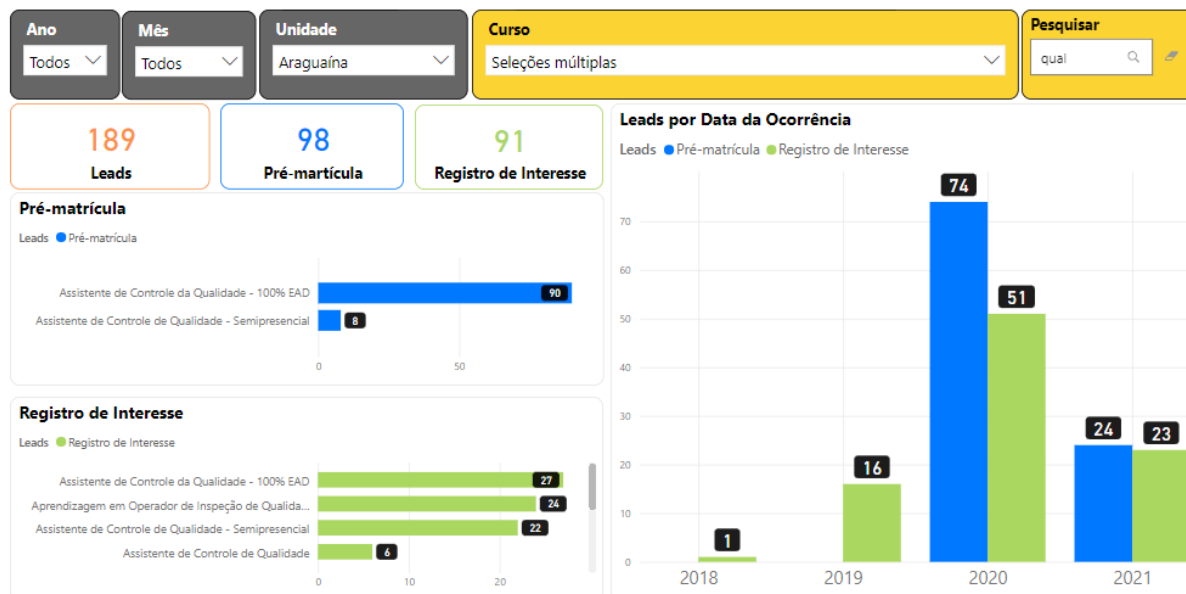 Ano
Todos
Mês
Todos
Unidade
Araguaína
Curso
Seleções múltiplas
Pesquisar
qual
189
Leads
98
Pré-martícula
91
Registro de Interesse
Pré-matrícula
Leads Pré-matrícula
Assistente de Controle da Qualidade - 100% EAD 90
Assistente de Controle de Qualidade - Semipresencial 8
0 50
Registro de Interesse
Leads Registro de Interesse
Assistente de Controle da Qualidade - 100% EAD 27
Aprendizagem em Operador de Inspeção de Qualida... 24
Assistente de Controle de Qualidade - Semipresencial 22
Assistente de Controle de Qualidade 6
0 10 20
Leads por Data da Ocorrência
Leads Pré-matrícula Registro de Interesse
74
70
60
51
50
40
30
24 23
20
16
10
1
0
2018 2019 2020 2021